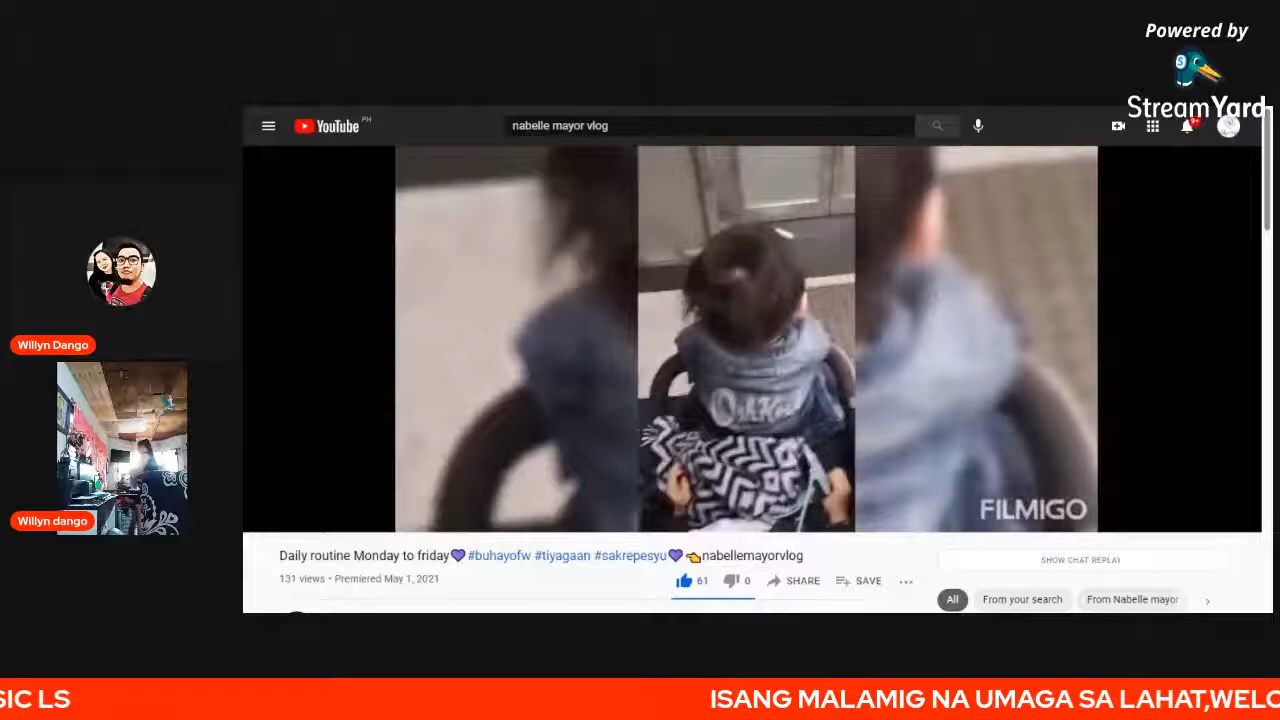 Powered by
StreamYard
YouTube PH
nabelle mayor vlog
9+
FILMIGO
Daily routine Monday to friday💜#buhayofw #tiyagaan #sakrepesyu💜👉nabellemayorvlog
131 views • Premiered May 1, 2021
61
0
SHARE
SAVE
SHOW CHAT REPLAY
All
From your search
From Nabelle mayor
Willyn Dango
Willyn dango
SIC LS
ISANG MALAMIG NA UMAGA SA LAHAT,WELC